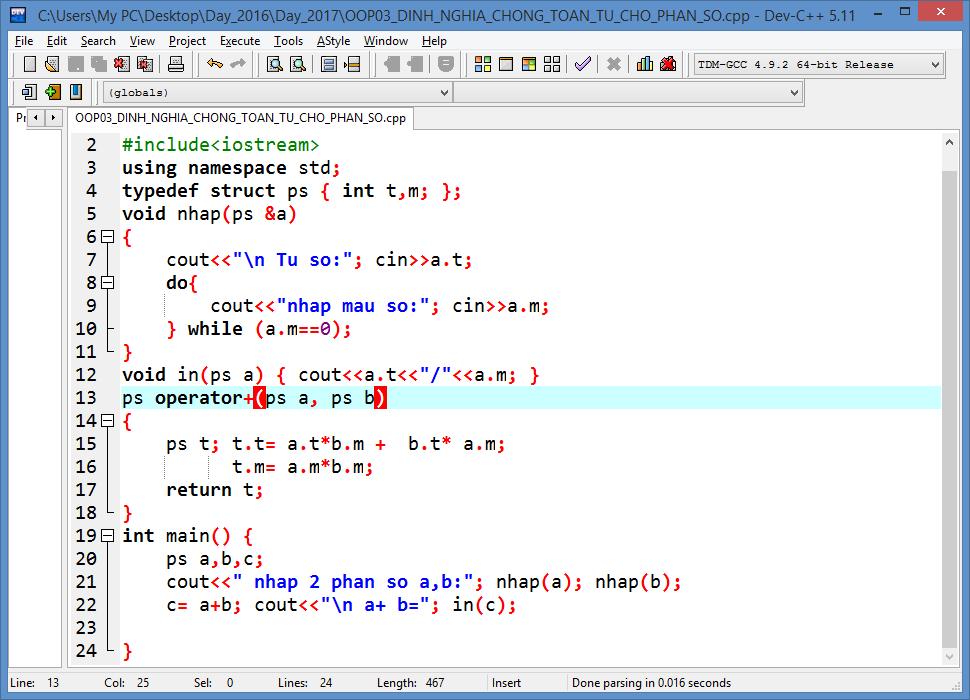 C:\Users\My PC\Desktop\Day_2016\Day_2017\OOP03_DINH_NGHIA_CHONG_TOAN_TU_CHO_PHAN_SO.cpp - Dev-C++ 5.11
File Edit Search View Project Execute Tools AStyle Window Help
TDM-GCC 4.9.2 64-bit Release
(globals)
Pr OOP03_DINH_NGHIA_CHONG_TOAN_TU_CHO_PHAN_SO.cpp
2 #include<iostream>
3 using namespace std;
4 typedef struct ps { int t,m; };
5 void nhap(ps &a)
6 {
7 cout<<"\n Tu so:"; cin>>a.t;
8 do{
9 cout<<"nhap mau so:"; cin>>a.m;
10 } while (a.m==0);
11 }
12 void in(ps a) { cout<<a.t<<"/"<<a.m; }
13 ps operator+(ps a, ps b)
14 {
15 ps t; t.t= a.t*b.m +  b.t* a.m;
16 t.m= a.m*b.m;
17 return t;
18 }
19 int main() {
20 ps a,b,c;
21 cout<<" nhap 2 phan so a,b:"; nhap(a); nhap(b);
22 c= a+b; cout<<"\n a+ b="; in(c);
23
24 }
Line: 13 Col: 25 Sel: 0 Lines: 24 Length: 467 Insert Done parsing in 0.016 seconds